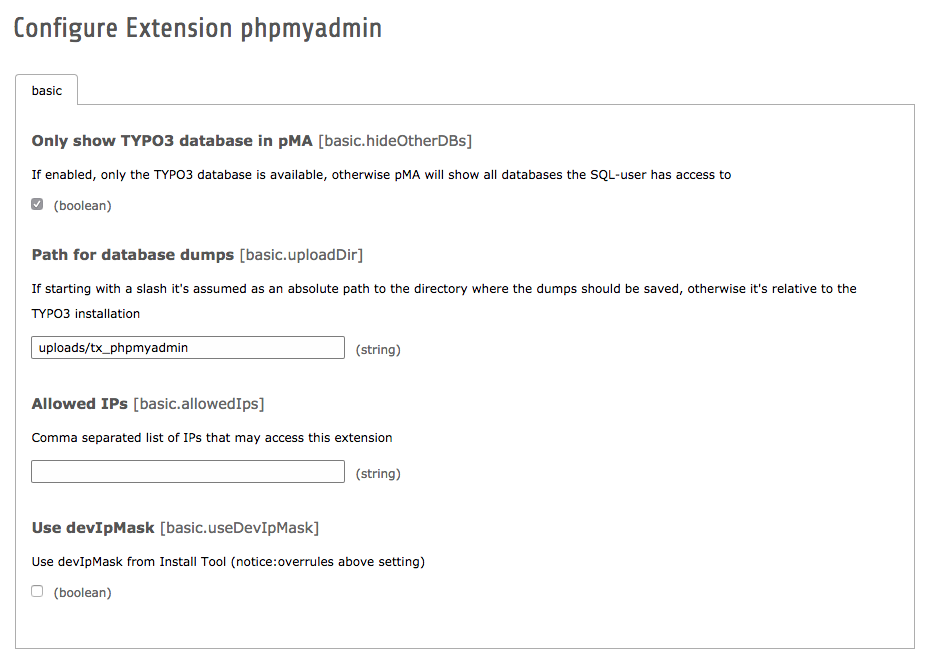 Configure Extension phpmyadmin
basic
Only show TYPO3 database in pMA [basic.hideOtherDBs]
If enabled, only the TYPO3 database is available, otherwise pMA will show all databases the SQL-user has access to
(boolean)
Path for database dumps [basic.uploadDir]
If starting with a slash it's assumed as an absolute path to the directory where the dumps should be saved, otherwise it's relative to the
TYPO3 installation
uploads/tx_phpmyadmin (string)
Allowed IPs [basic.allowedIps]
Comma separated list of IPs that may access this extension
(string)
Use devIpMask [basic.useDevIpMask]
Use devIpMask from Install Tool (notice:overrules above setting)
(boolean)